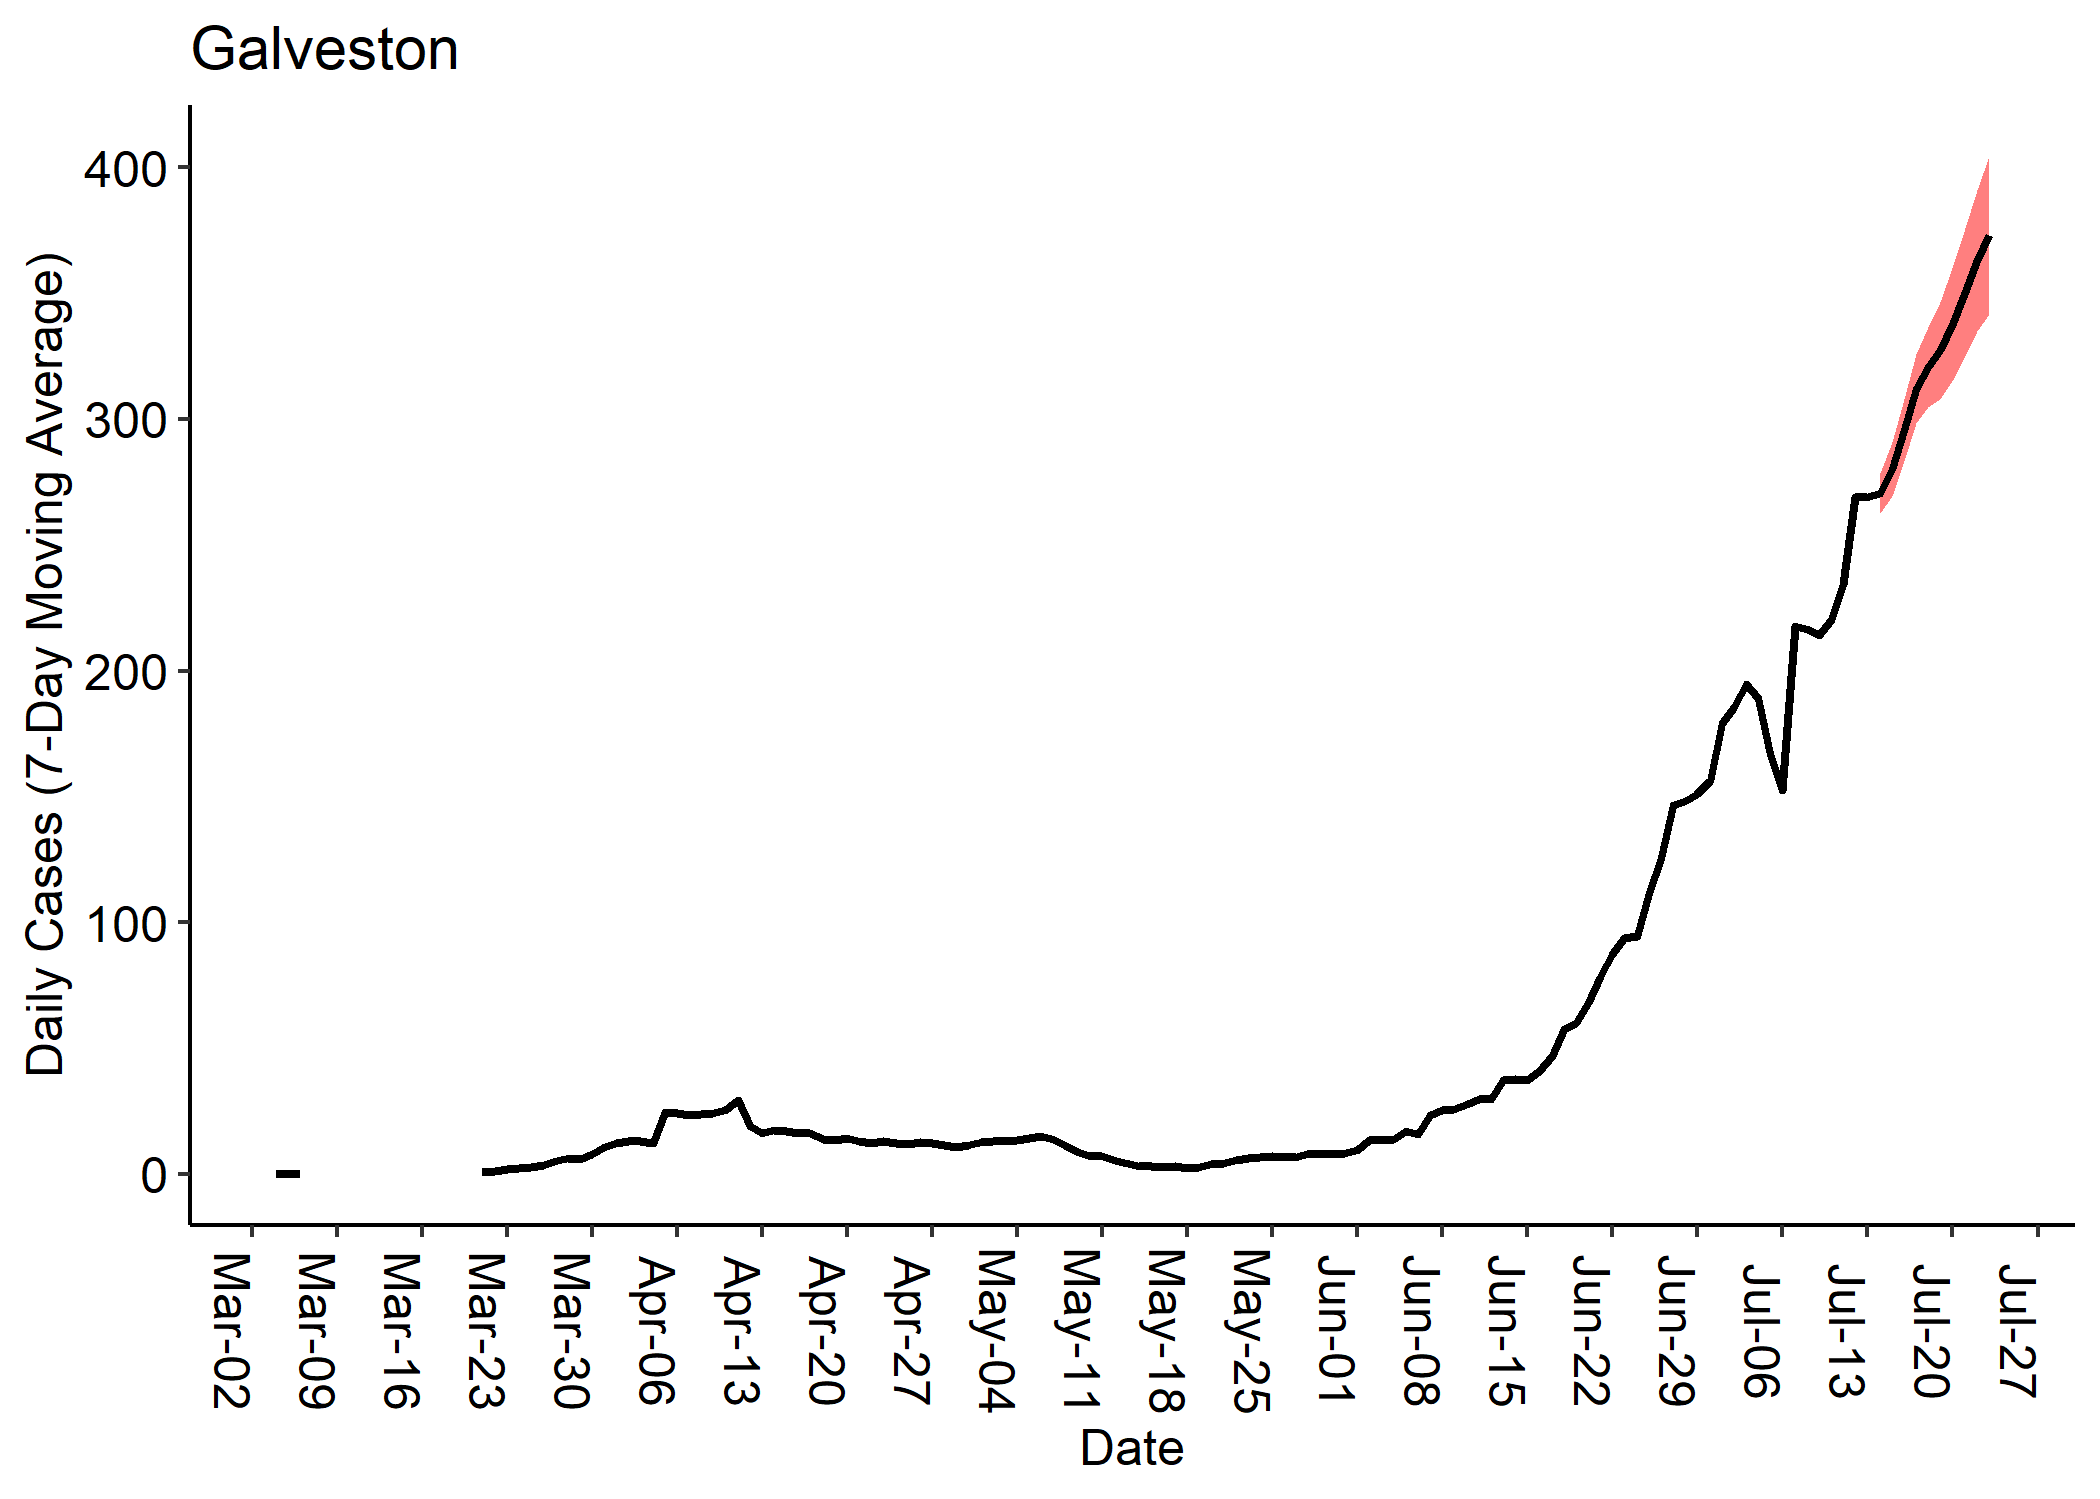 Galveston
Daily Cases (7-Day Moving Average)
400
300
200
100
0
Mar-02
Mar-09
Mar-16
Mar-23
Mar-30
Apr-06
Apr-13
Apr-20
Apr-27
May-04
May-11
May-18
May-25
Jun-01
Jun-08
Jun-15
Jun-22
Jun-29
Jul-06
Jul-13
Jul-20
Jul-27
Date